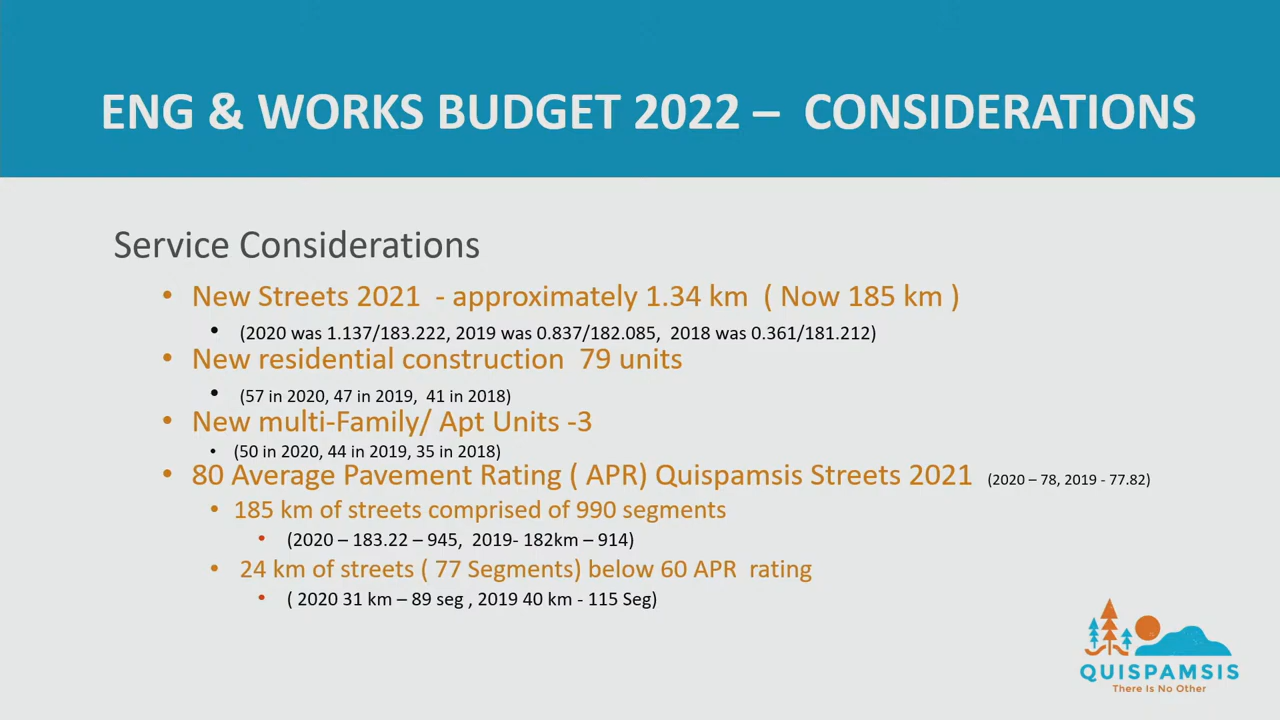 ENG & WORKS BUDGET 2022 – CONSIDERATIONS
Service Considerations
• New Streets 2021 - approximately 1.34 km ( Now 185 km )
• (2020 was 1.137/183.222, 2019 was 0.837/182.085, 2018 was 0.361/181.212)
• New residential construction 79 units
• (57 in 2020, 47 in 2019, 41 in 2018)
• New multi-Family/ Apt Units -3
• (50 in 2020, 44 in 2019, 35 in 2018)
• 80 Average Pavement Rating ( APR) Quispamsis Streets 2021 (2020 – 78, 2019 - 77.82)
• 185 km of streets comprised of 990 segments
• (2020 – 183.22 – 945, 2019- 182km – 914)
• 24 km of streets ( 77 Segments) below 60 APR rating
• ( 2020 31 km – 89 seg , 2019 40 km - 115 Seg)
QUISPAMSIS
There Is No Other